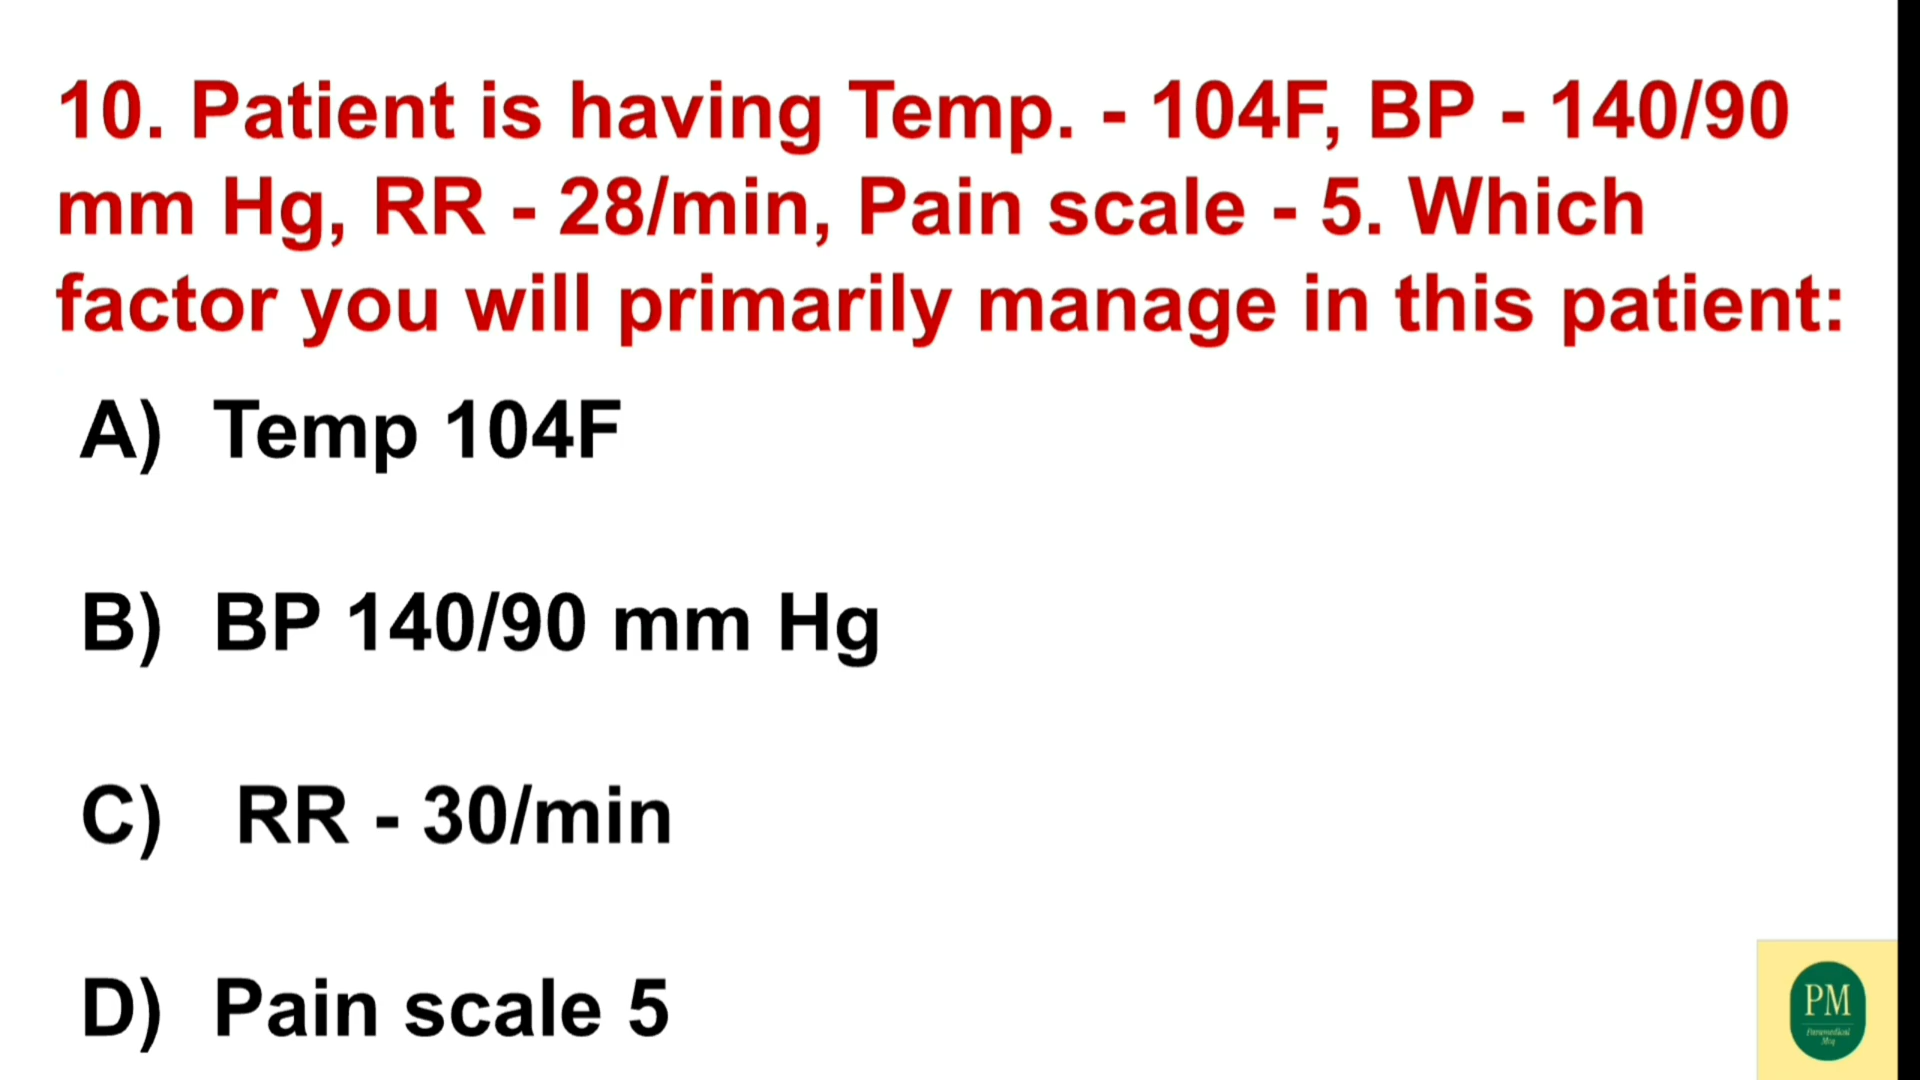 10. Patient is having Temp. - 104F, BP - 140/90
mm Hg, RR - 28/min, Pain scale - 5. Which
factor you will primarily manage in this patient:
A) Temp 104F
B) BP 140/90 mm Hg
C) RR - 30/min
D) Pain scale 5
PM